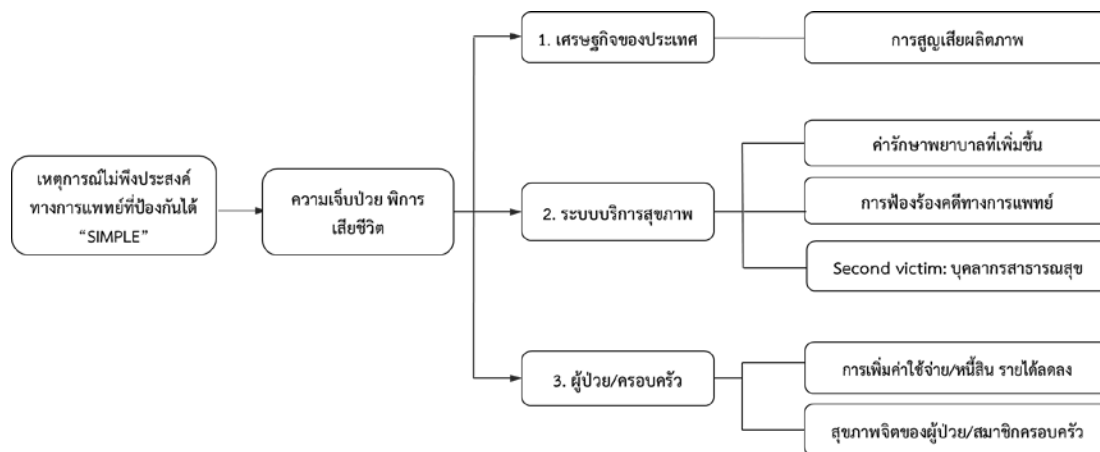 เหตุการณ์ไม่พึงประสงค์
ทางการแพทย์ที่ป้องกันได้
“SIMPLE”
ความเจ็บป่วย พิการ
เสียชีวิต
1. เศรษฐกิจของประเทศ
การสูญเสียผลิตภาพ
2. ระบบบริการสุขภาพ
ค่ารักษาพยาบาลที่เพิ่มขึ้น
การฟ้องร้องคดีทางการแพทย์
Second victim: บุคลากรสาธารณสุข
3. ผู้ป่วย/ครอบครัว
การเพิ่มค่าใช้จ่าย/หนี้สิน รายได้ลดลง
สุขภาพจิตของผู้ป่วย/สมาชิกครอบครัว